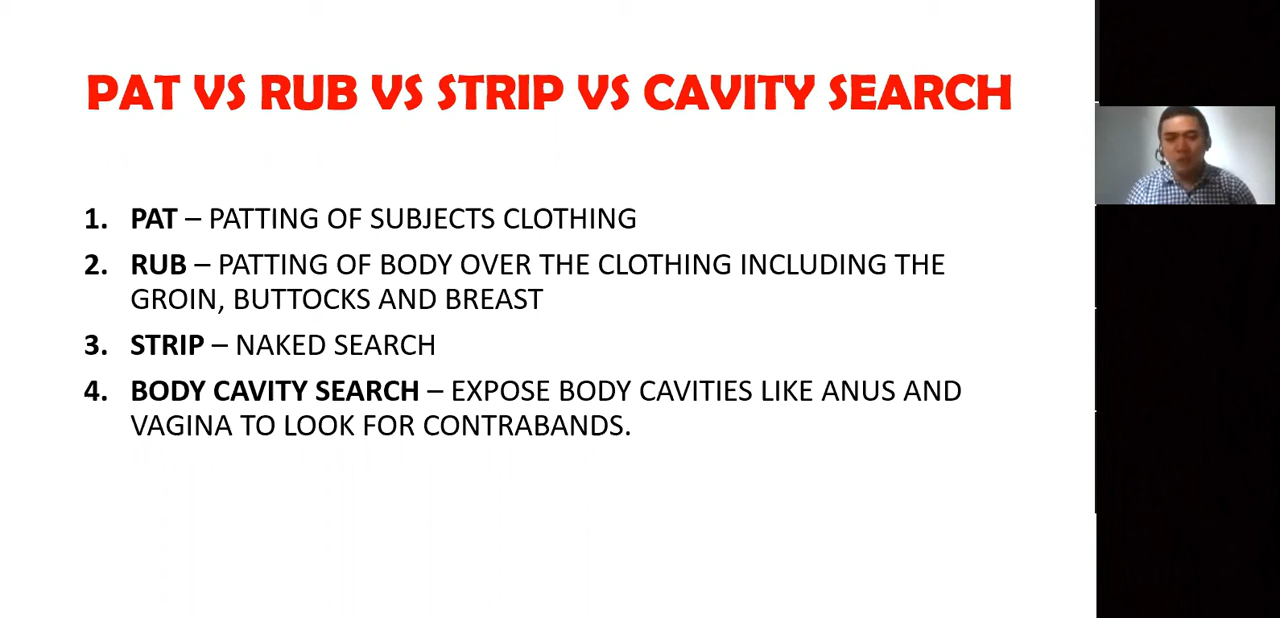 PAT VS RUB VS STRIP VS CAVITY SEARCH
1. PAT – PATTING OF SUBJECTS CLOTHING
2. RUB – PATTING OF BODY OVER THE CLOTHING INCLUDING THE
GROIN, BUTTOCKS AND BREAST
3. STRIP – NAKED SEARCH
4. BODY CAVITY SEARCH – EXPOSE BODY CAVITIES LIKE ANUS AND
VAGINA TO LOOK FOR CONTRABANDS.